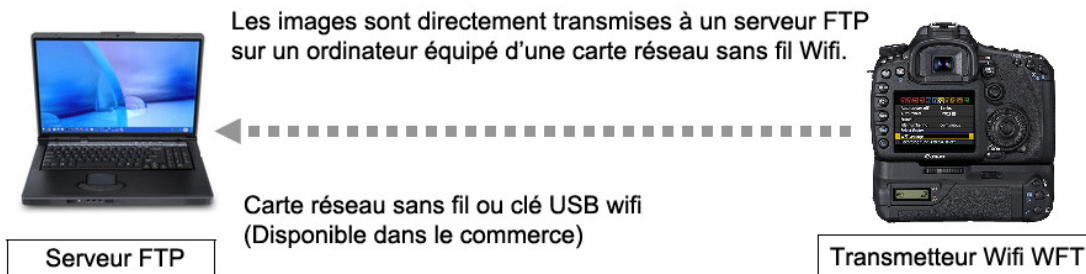 Les images sont directement transmises à un serveur FTP
sur un ordinateur équipé d'une carte réseau sans fil Wifi.
Carte réseau sans fil ou clé USB wifi
(Disponible dans le commerce)
Serveur FTP
Canon
Transmetteur Wifi WFT